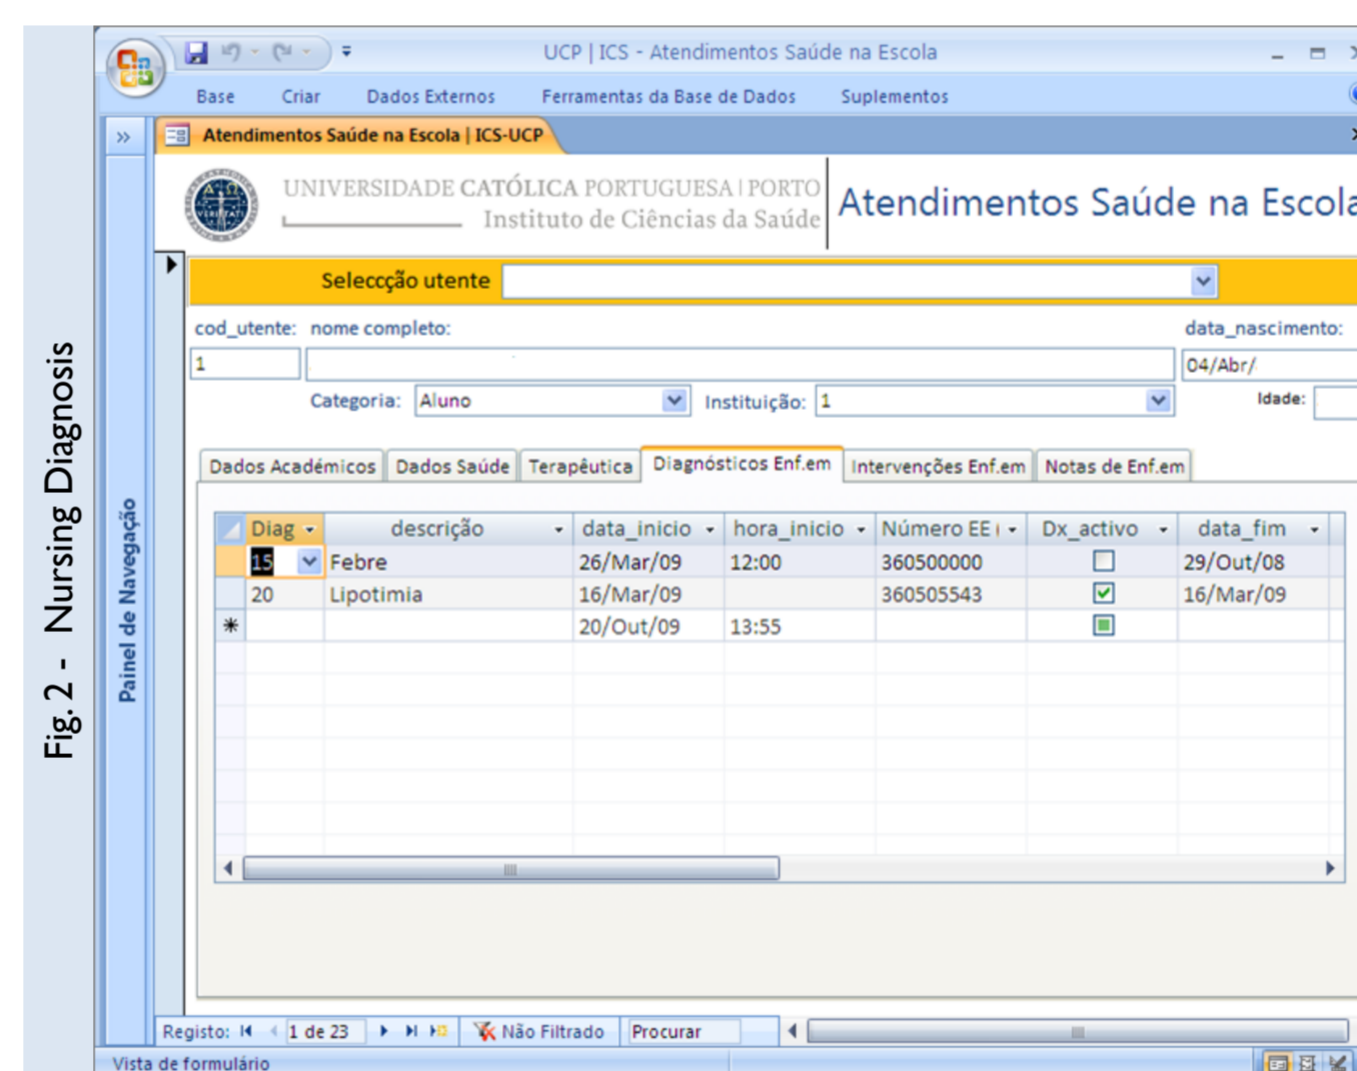 Fig. 2 - Nursing Diagnosis
UCP | ICS - Atendimentos Saúde na Escola
Base Criar Dados Externos Ferramentas da Base de Dados Suplementos
Atendimentos Saúde na Escola | ICS-UCP
UNIVERSIDADE CATÓLICA PORTUGUESA | PORTO
Instituto de Ciências da Saúde
Atendimentos Saúde na Escola
Seleccção utente
cod_utente: nome completo: data_nascimento:
1 04/Abr/
Categoria: Aluno Instituição: 1 Idade:
Dados Académicos Dados Saúde Terapêutica Diagnósticos Enf.em Intervenções Enf.em Notas de Enf.em
Diag descrição data_inicio hora_inicio Número EE ( Dx_activo data_fim
15 Febre 26/Mar/09 12:00 360500000 29/Out/08
20 Lipotimia 16/Mar/09 360505543 16/Mar/09
20/Out/09 13:55
Painel de Navegação
Registo: 1 de 23 Não Filtrado Procurar
Vista de formulário